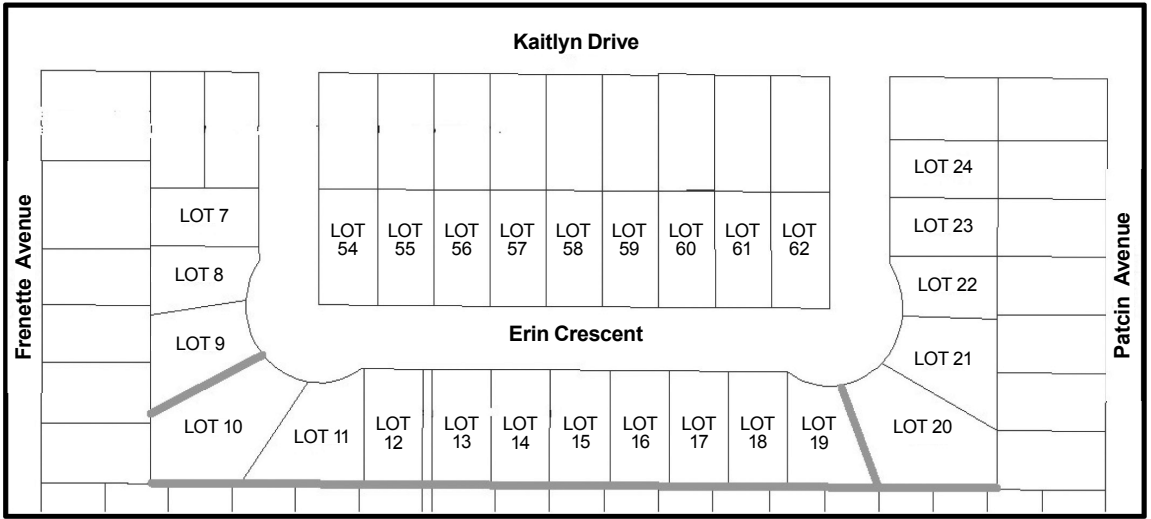 Kaitlyn Drive
LOT 24
LOT 7
LOT 23
LOT
54
LOT
55
LOT
56
LOT
57
LOT
58
LOT
59
LOT
60
LOT
61
LOT
62
LOT 8
LOT 22
Frenette Avenue
Patcin Avenue
Erin Crescent
LOT 9
LOT 21
LOT 10
LOT 11
LOT
12
LOT
13
LOT
14
LOT
15
LOT
16
LOT
17
LOT
18
LOT
19
LOT 20